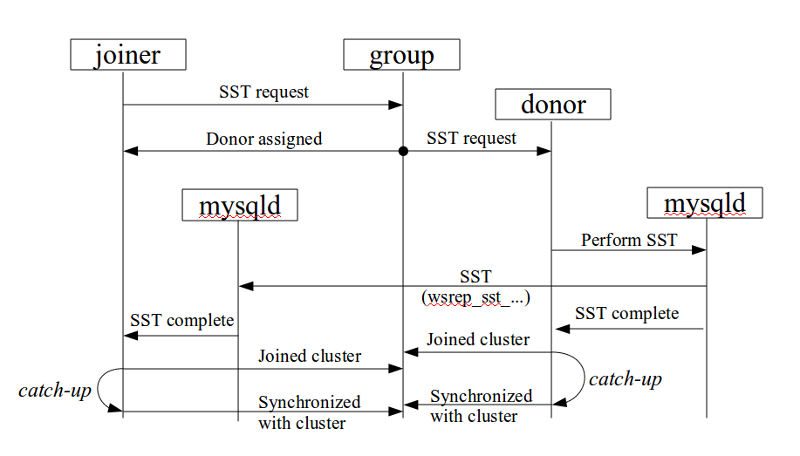 joiner
group
SST request
donor
Donor assigned
SST request
mysqld
mysqld
Perform SST
SST
(wsrep_sst_...)
SST complete
SST complete
Joined cluster
Joined cluster
catch-up
catch-up
Synchronized
with cluster
Synchronized
with cluster